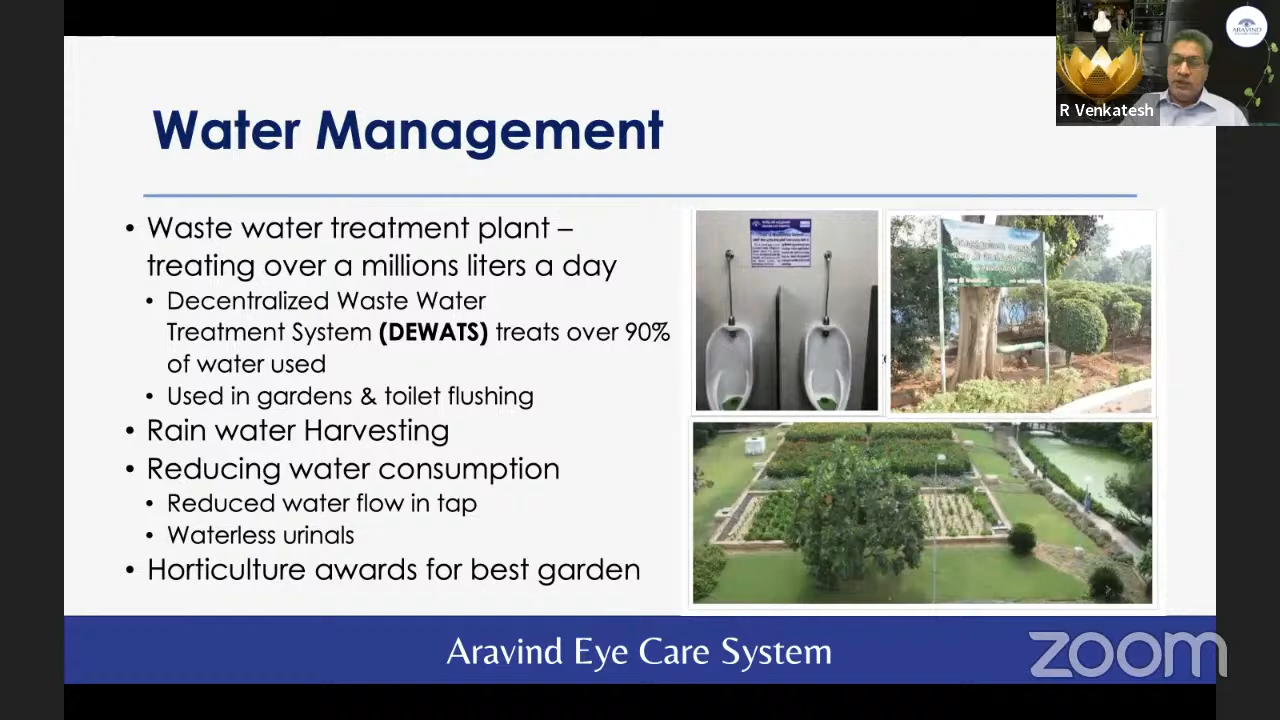 ARAVIND
R Venkatesh
Water Management
• Waste water treatment plant –
treating over a millions liters a day
• Decentralized Waste Water
Treatment System (DEWATS) treats over 90%
of water used
• Used in gardens & toilet flushing
• Rain water Harvesting
• Reducing water consumption
• Reduced water flow in tap
• Waterless urinals
• Horticulture awards for best garden
Aravind Eye Care System
zoom